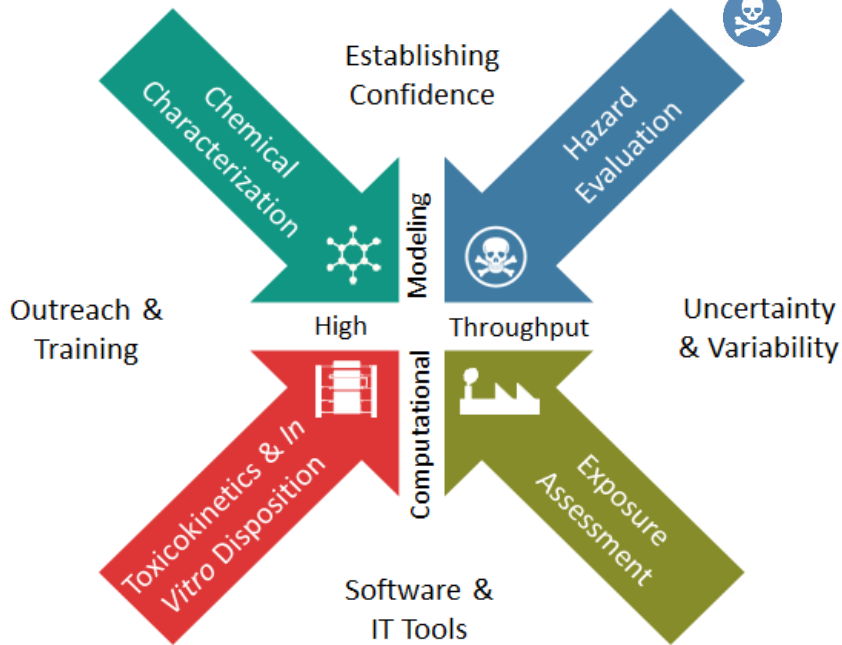 Establishing
Confidence
Chemical
Characterization
Hazard
Evaluation
Modeling
Outreach &
Training
High
Throughput
Uncertainty
& Variability
Computational
Toxicokinetics & In
Vitro Disposition
Exposure
Assessment
Software &
IT Tools